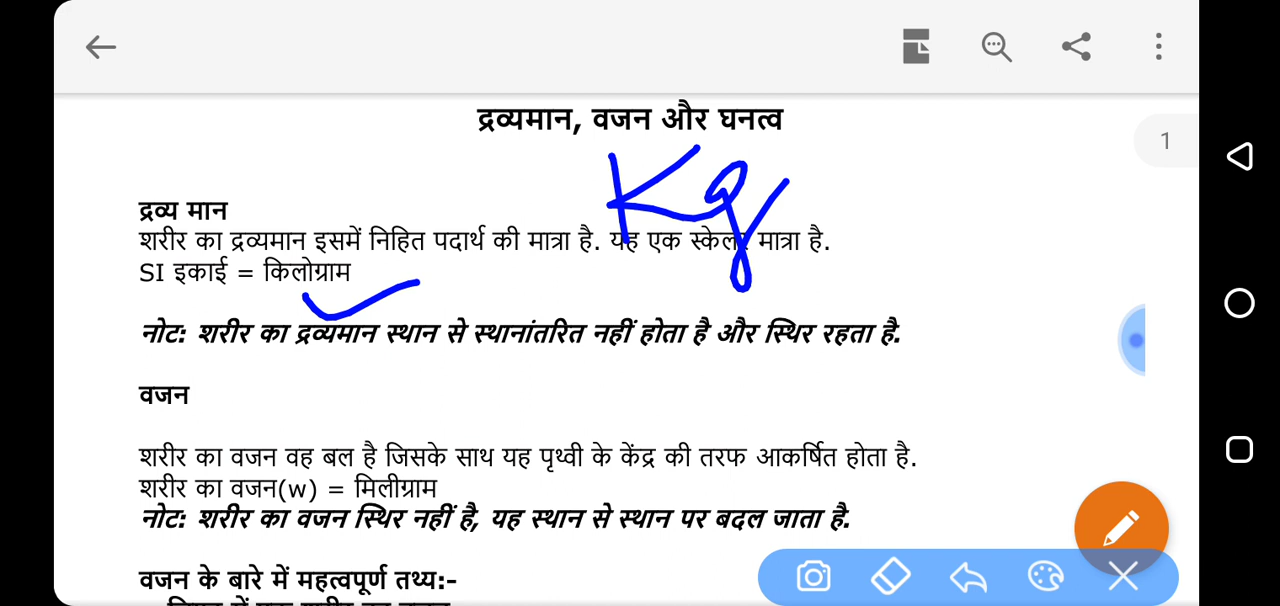 द्रव्यमान, वजन और घनत्व
1
Kg
द्रव्य मान
शरीर का द्रव्यमान इसमें निहित पदार्थ की मात्रा है. यह एक स्केलर मात्रा है.
SI इकाई = किलोग्राम
नोट: शरीर का द्रव्यमान स्थान से स्थानांतरित नहीं होता है और स्थिर रहता है.
वजन
शरीर का वजन वह बल है जिसके साथ यह पृथ्वी के केंद्र की तरफ आकर्षित होता है.
शरीर का वजन(w) = मिलीग्राम
नोट: शरीर का वजन स्थिर नहीं है, यह स्थान से स्थान पर बदल जाता है.
वजन के बारे में महत्वपूर्ण तथ्य:-